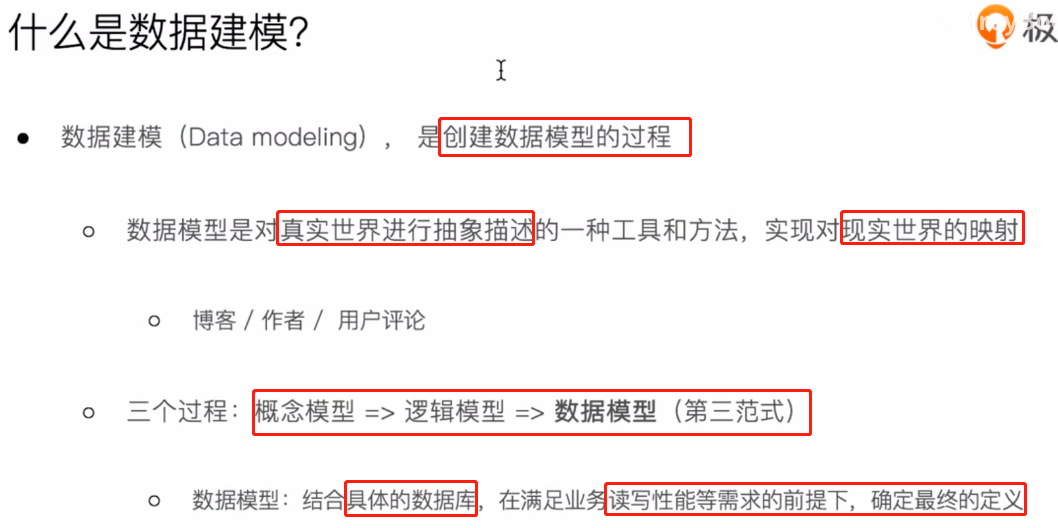 什么是数据建模？
极
● 数据建模（Data modeling）， 是创建数据模型的过程
○ 数据模型是对真实世界进行抽象描述的一种工具和方法，实现对现实世界的映射
○ 博客 / 作者 / 用户评论
○ 三个过程：概念模型 => 逻辑模型 => 数据模型（第三范式）
○ 数据模型：结合具体的数据库，在满足业务读写性能等需求的前提下，确定最终的定义